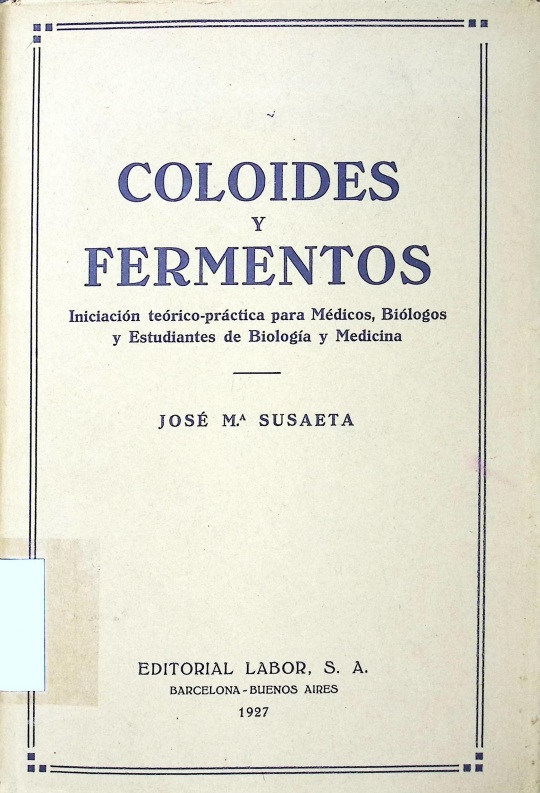 COLOIDES
Y
FERMENTOS
Iniciación teórico-práctica para Médicos, Biólogos
y Estudiantes de Biología y Medicina
JOSÉ M.ª SUSAETA
EDITORIAL LABOR, S. A.
BARCELONA - BUENOS AIRES
1927